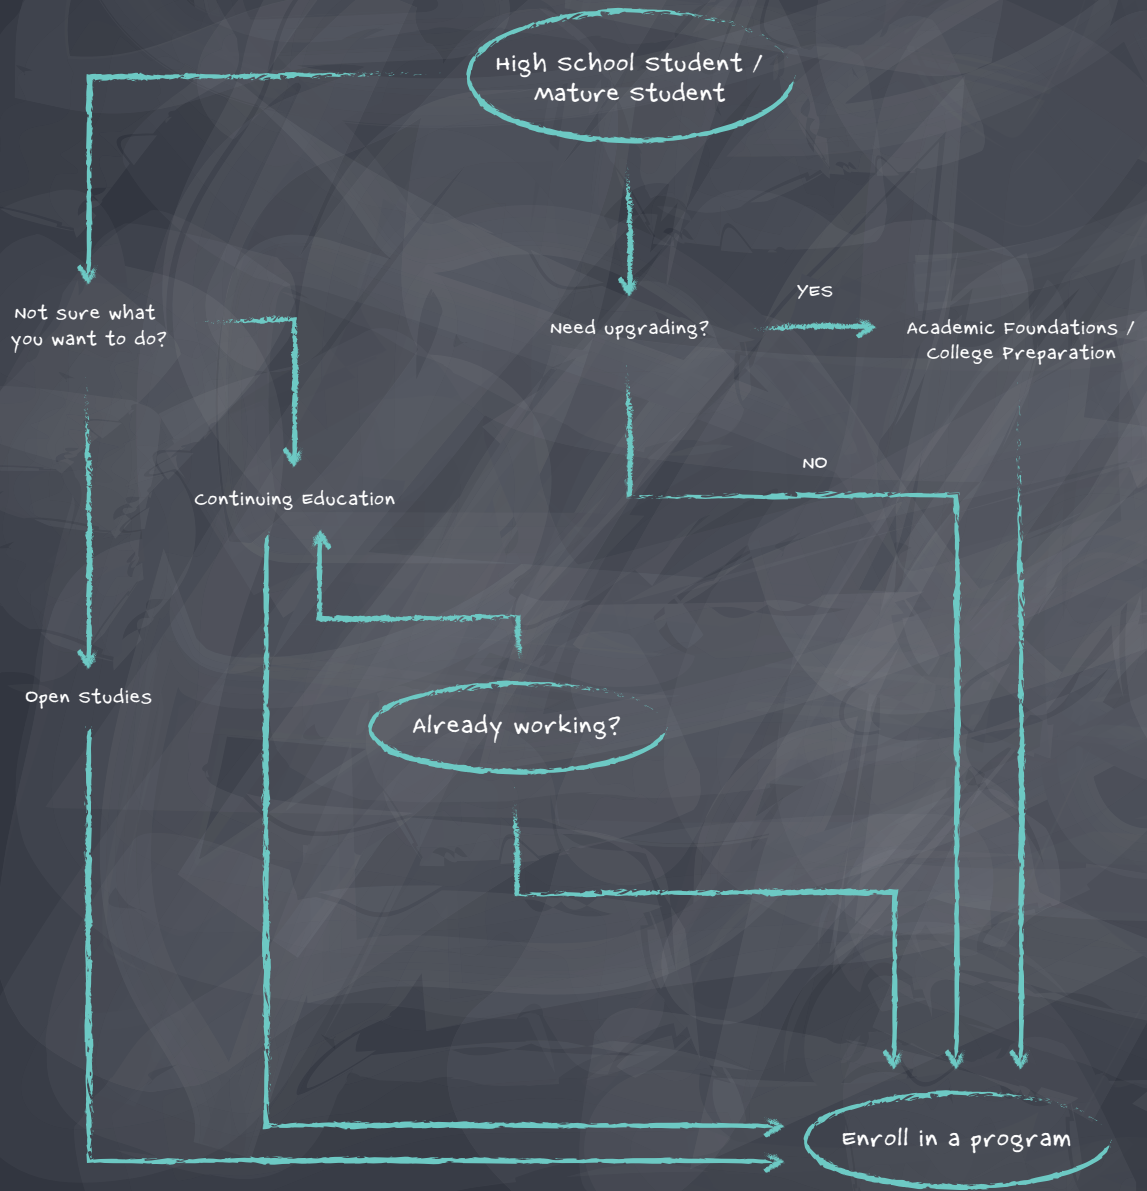 High School Student /
Mature Student
YES
Not sure what
you want to do?
Need upgrading?
Academic Foundations /
College Preparation
NO
Continuing Education
Open Studies
Already working?
Enroll in a program